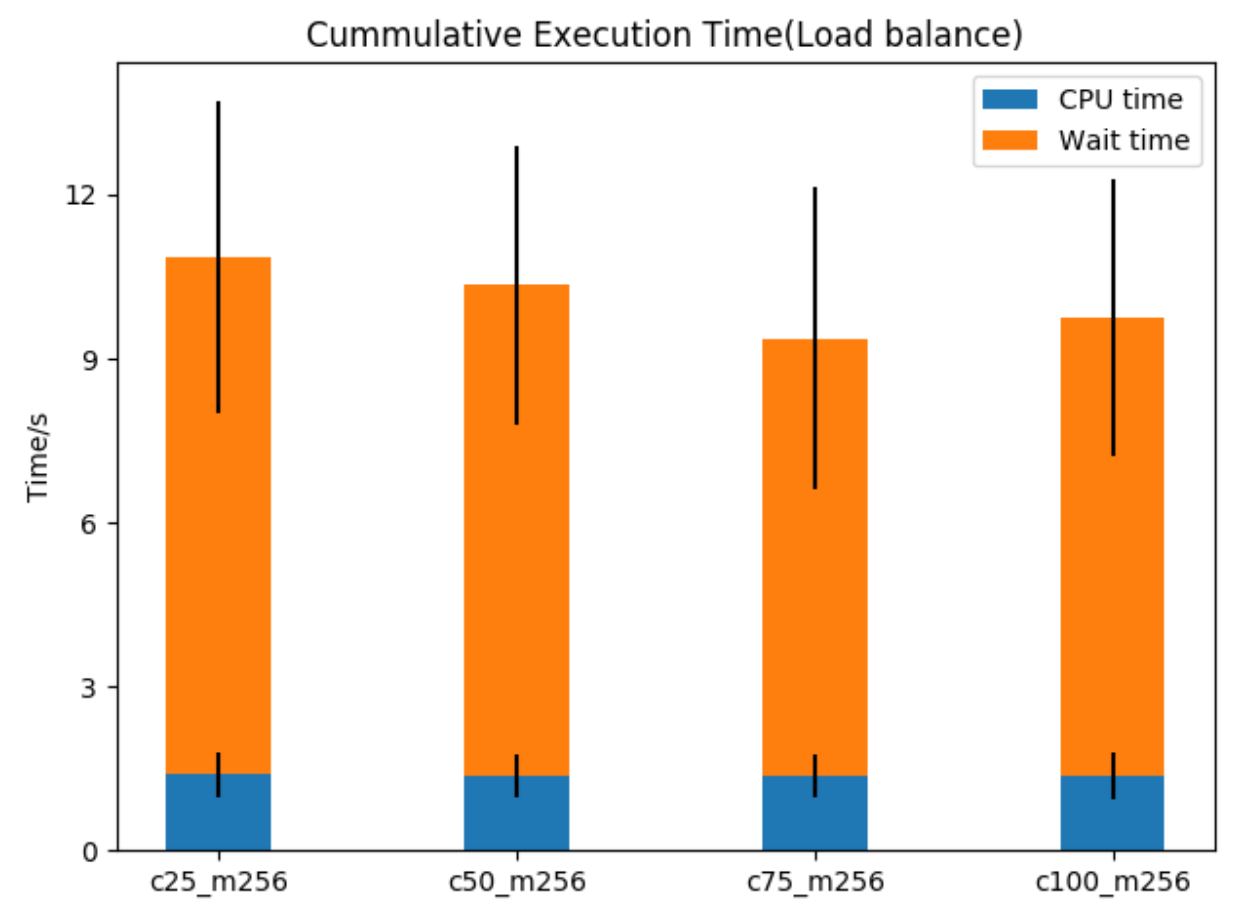 Cummulative Execution Time(Load balance)
CPU time
Wait time
12
9
6
3
0
Time/s
c25_m256
c50_m256
c75_m256
c100_m256